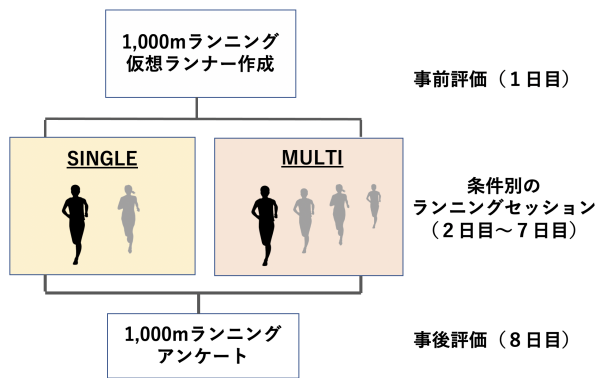 1,000mランニング
仮想ランナー作成
事前評価（１日目）
SINGLE
MULTI
条件別の
ランニングセッション
（２日目～７日目）
1,000mランニング
アンケート
事後評価（８日目）